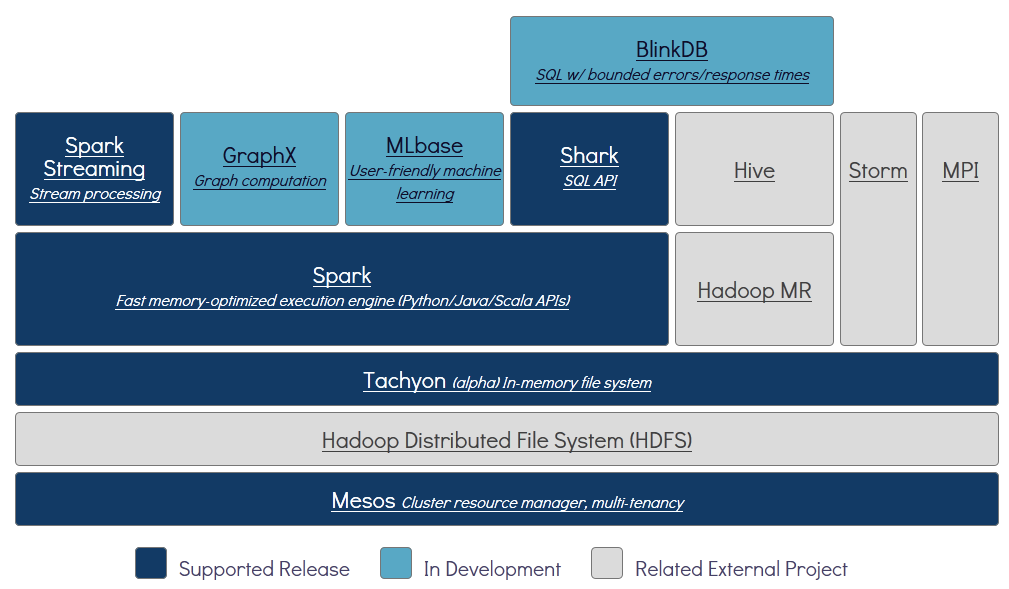 BlinkDB
SQL w/ bounded errors/response times
Spark
Streaming
Stream processing
GraphX
Graph computation
MLbase
User-friendly machine
learning
Shark
SQL API
Hive
Storm
MPI
Spark
Fast memory-optimized execution engine (Python/Java/Scala APIs)
Hadoop MR
Tachyon (alpha) In-memory file system
Hadoop Distributed File System (HDFS)
Mesos Cluster resource manager, multi-tenancy
Supported Release
In Development
Related External Project